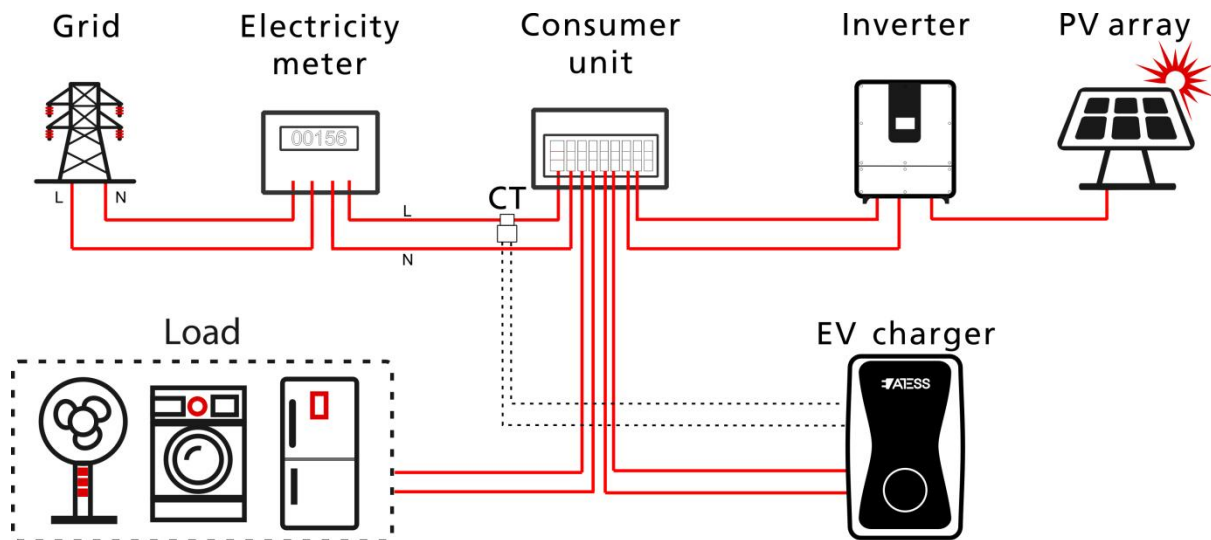 Grid
Electricity
meter
Consumer
unit
Inverter
PV array
00156
L
N
CT
L
N
Load
EV charger
ATESS